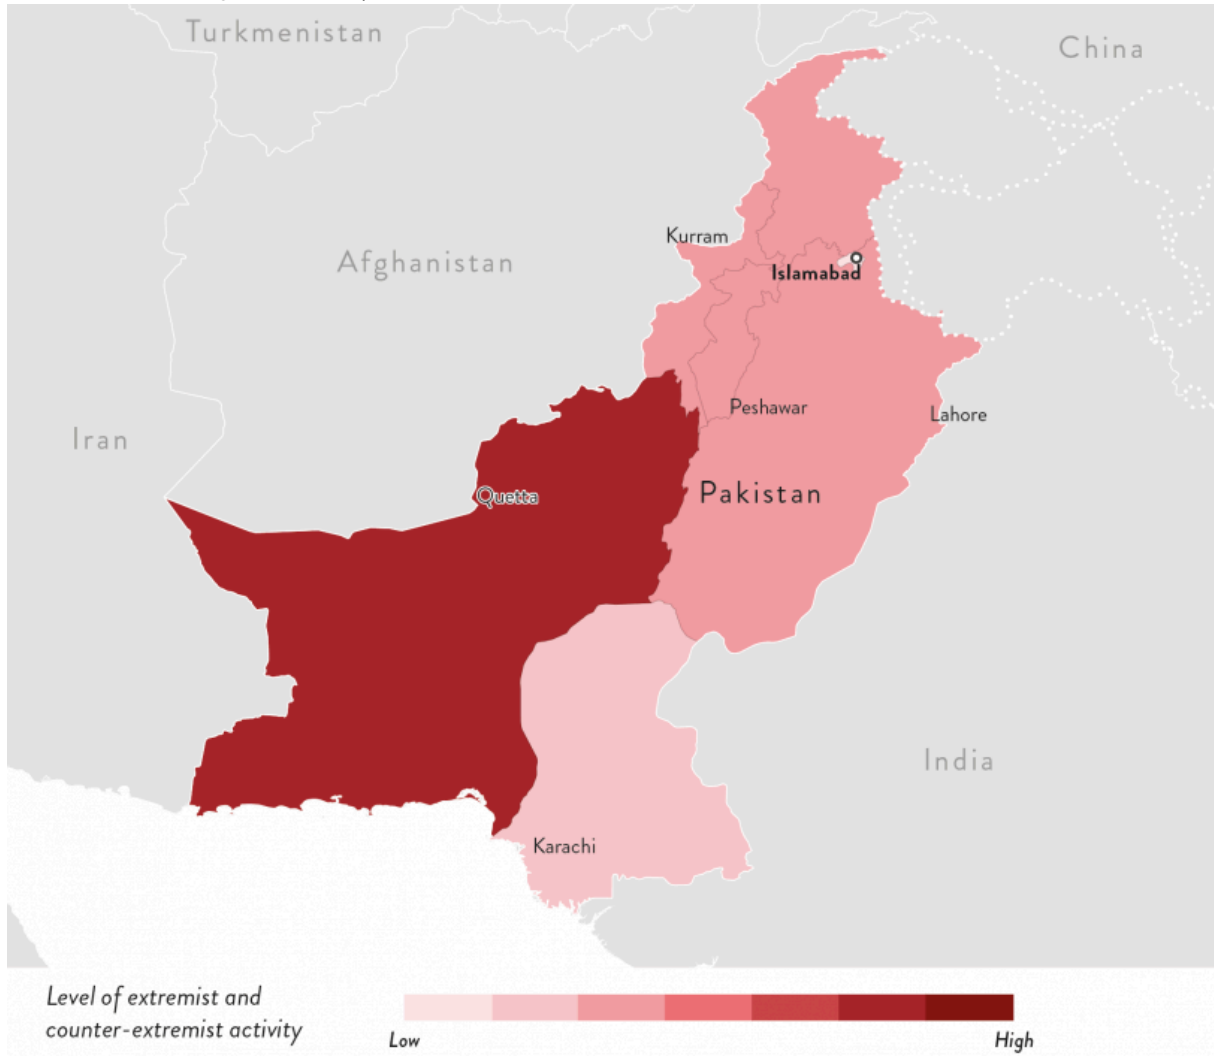 Turkmenistan
China
Kurram
Afghanistan
Islamabad
Iran
Peshawar
Lahore
Quetta
Pakistan
India
Karachi
Level of extremist and
counter-extremist activity
Low
High